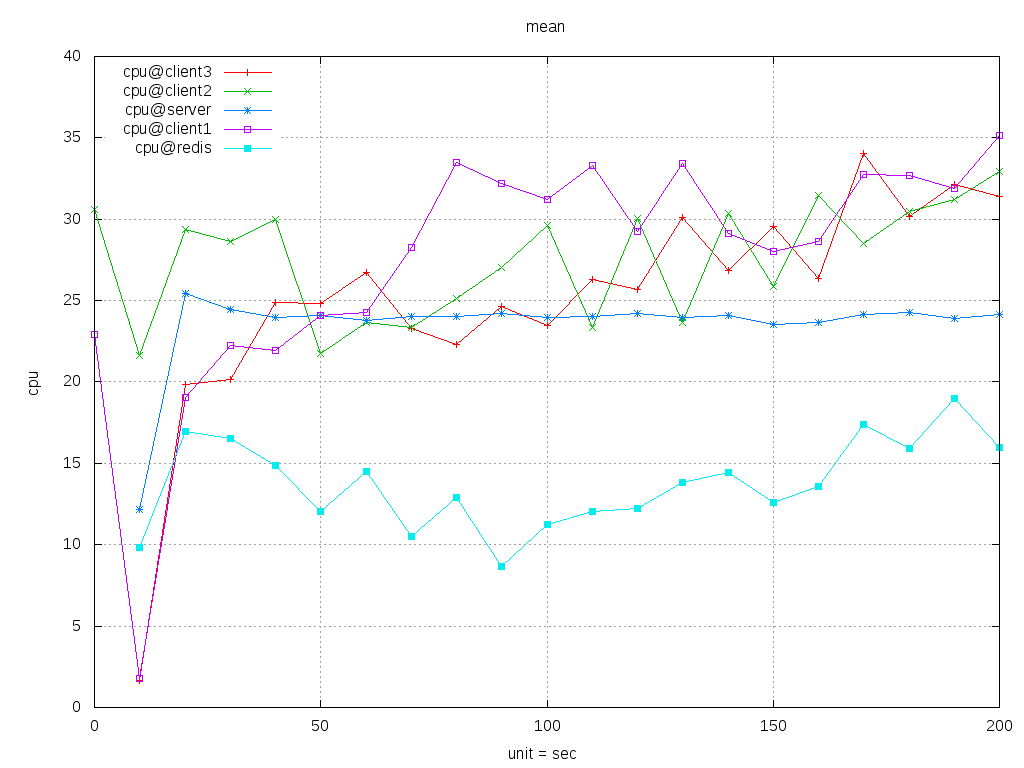 mean
40
35
30
25
20
15
10
5
0
cpu
cpu@client3
cpu@client2
cpu@server
cpu@client1
cpu@redis
0 50 100 150 200
unit = sec